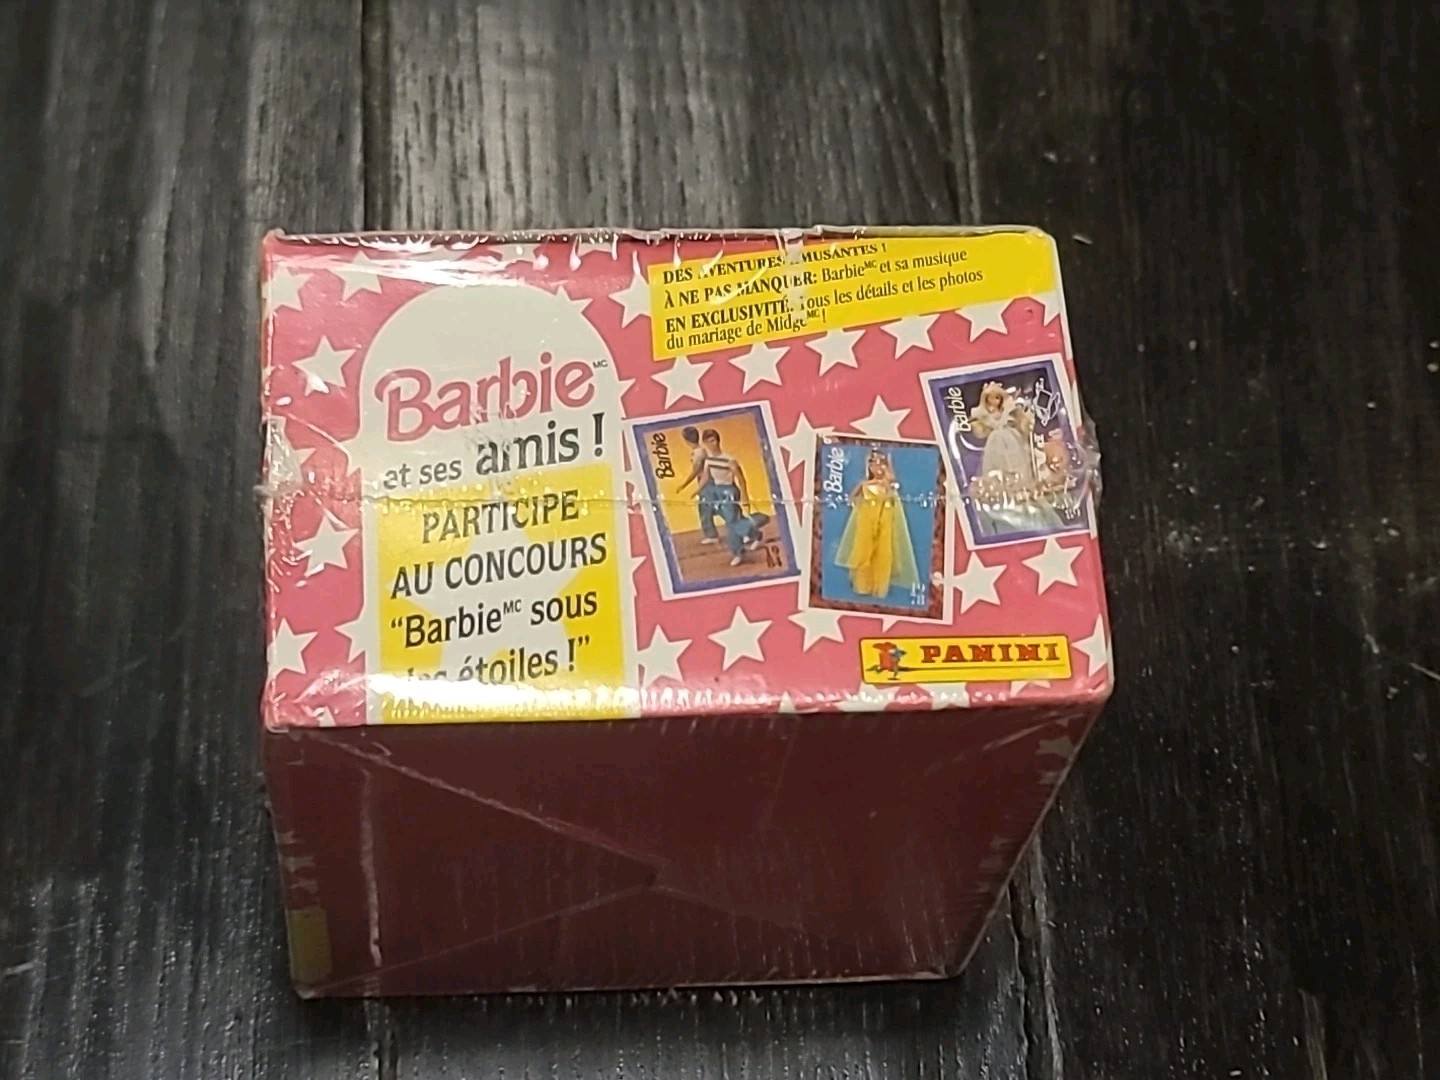 DES AVENTURES AMUSANTES !
À NE PAS MANQUER: Barbie MC et sa musique
EN EXCLUSIVITÉ: Tous les détails et les photos
du mariage de Midge MC !
Barbie MC
et ses amis !
PARTICIPE
AU CONCOURS
“Barbie MC sous
les étoiles !”
Barbie
Barbie
Barbie
PANINI